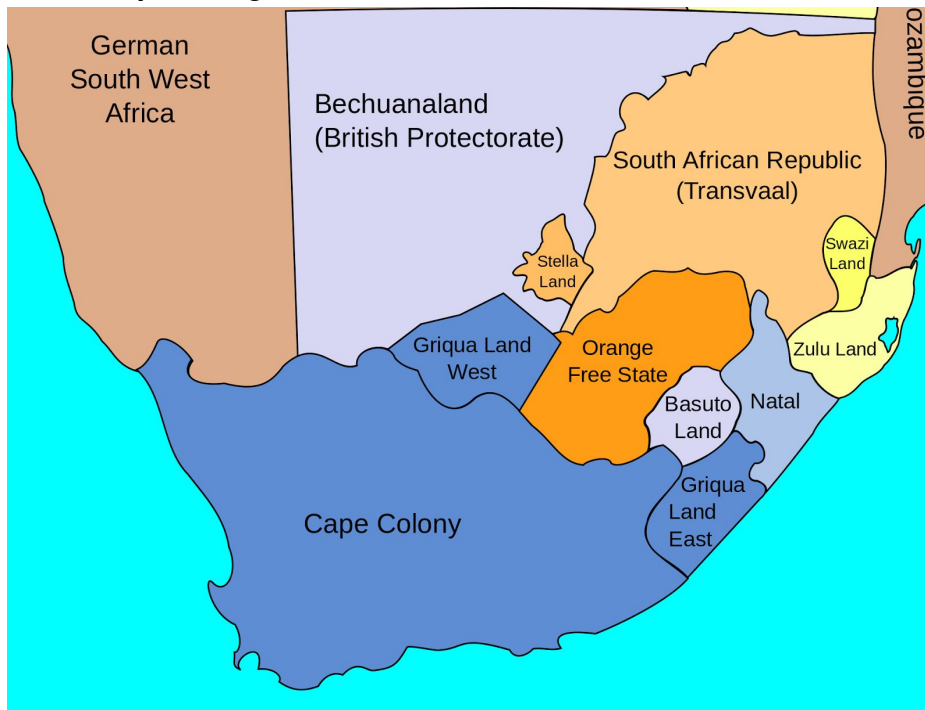 German
South West
Africa
Bechuanaland
(British Protectorate)
South African Republic
(Transvaal)
Swazi
Land
Stella
Land
Griqua Land
West
Orange
Free State
Zulu Land
Basuto
Land
Natal
Griqua
Land
East
Cape Colony
ozambique